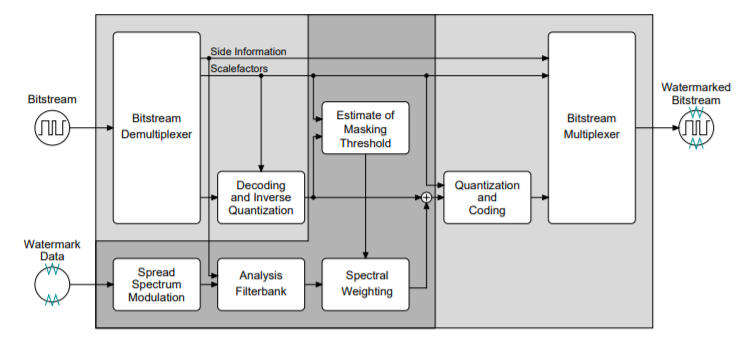 Side Information
Scalefactors
Bitstream
Watermarked
Bitstream
Bitstream
Demultiplexer
Estimate of
Masking
Threshold
Bitstream
Multiplexer
Decoding
and Inverse
Quantization
Quantization
and
Coding
Watermark
Data
Spread
Spectrum
Modulation
Analysis
Filterbank
Spectral
Weighting